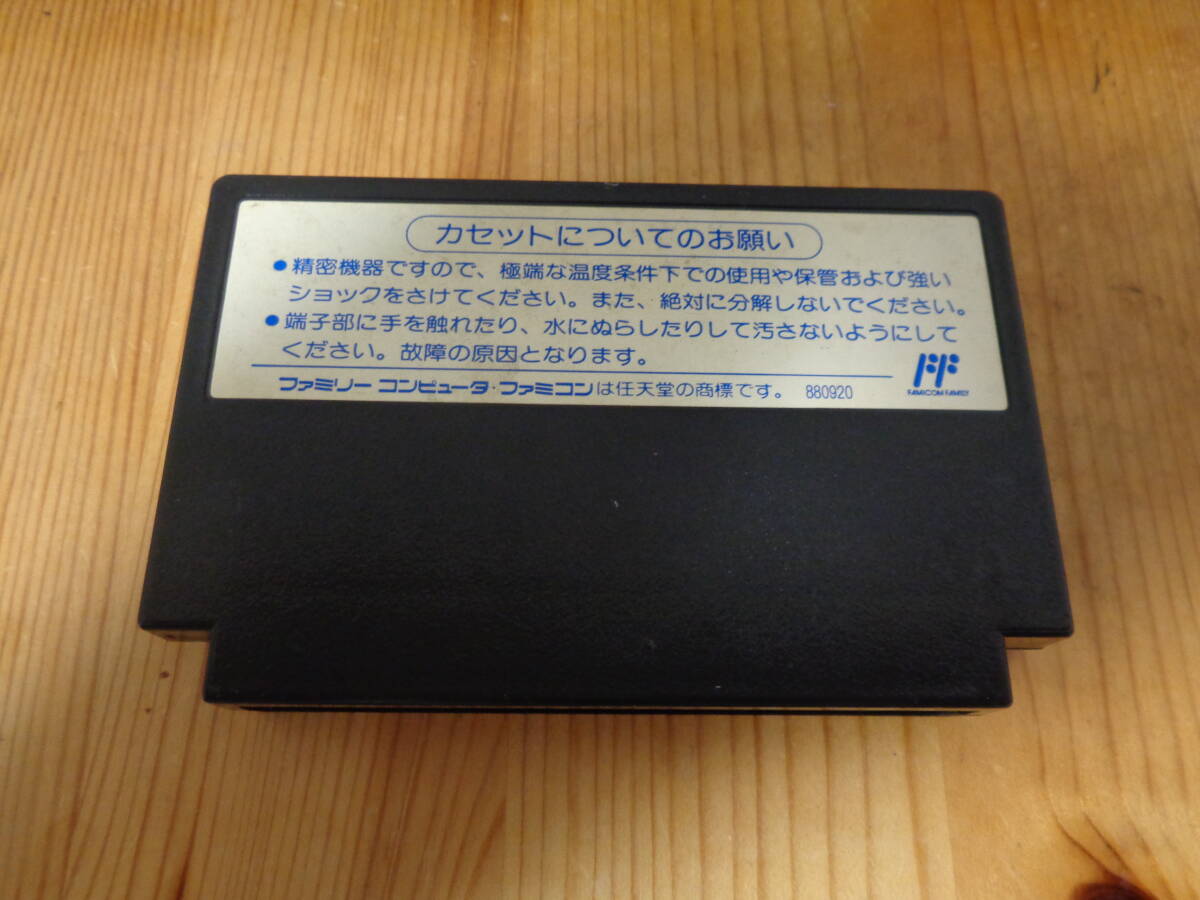 カセットについてのお願い
●精密機器ですので、極端な温度条件下での使用や保管および強い
ショックをさけてください。また、絶対に分解しないでください。
●端子部に手を触れたり、水にぬらしたりして汚さないようにして
ください。故障の原因となります。
ファミリー コンピュータ・ファミコンは任天堂の商標です。 880920
FF
FAMICOM FAMILY